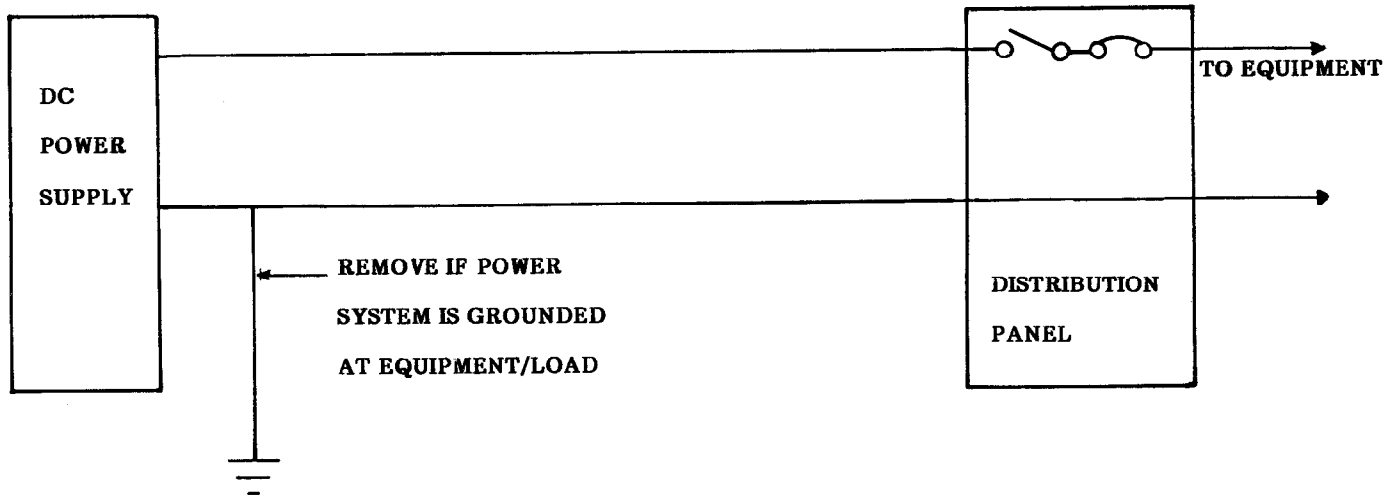 DC
POWER
SUPPLY
TO EQUIPMENT
REMOVE IF POWER
SYSTEM IS GROUNDED
AT EQUIPMENT/LOAD
DISTRIBUTION
PANEL